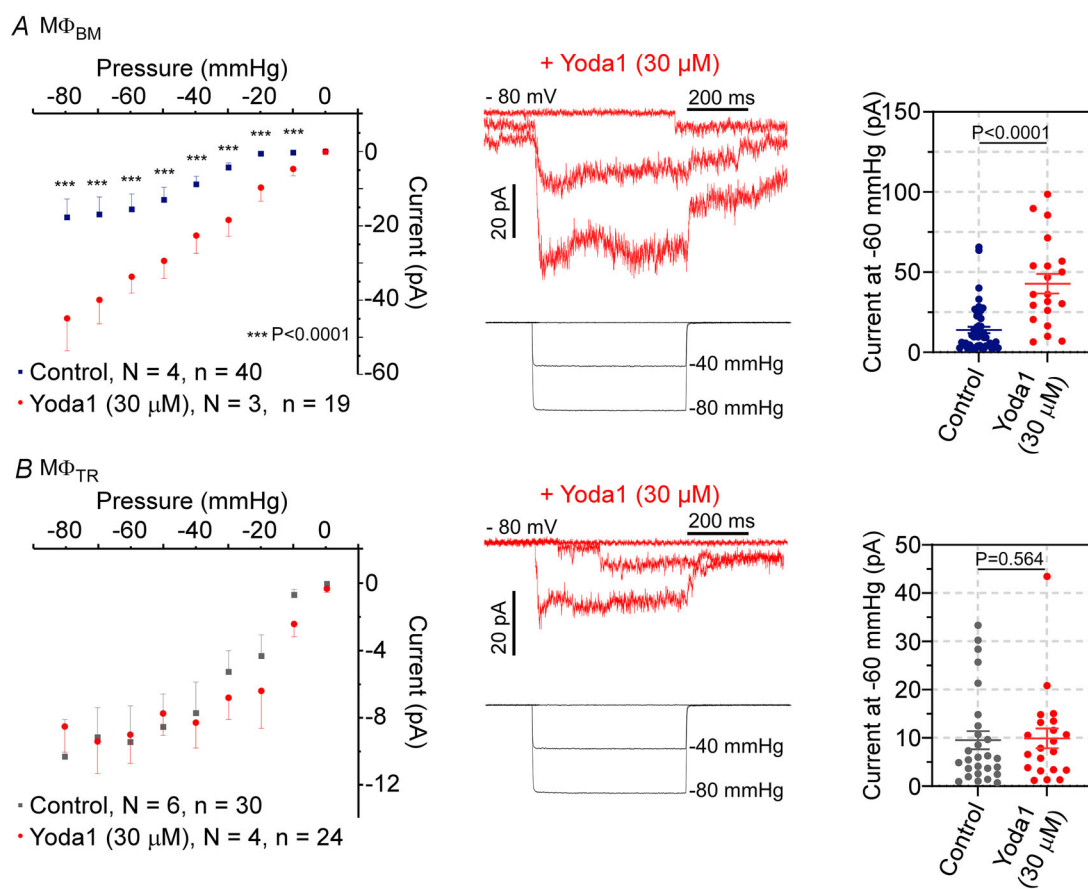 A MΦBM
Pressure (mmHg)
-80 -60 -40 -20 0
*** *** *** *** *** *** *** ***
0
-20
-40
-60
Current (pA)
*** P<0.0001
Control, N = 4, n = 40
Yoda1 (30 µM), N = 3, n = 19
+ Yoda1 (30 µM)
- 80 mV
200 ms
20 pA
-40 mmHg
-80 mmHg
Current at -60 mmHg (pA)
150
100
50
0
P<0.0001
Control
Yoda1
(30 µM)
B MΦTR
Pressure (mmHg)
-80 -60 -40 -20 0
0
-4
-8
-12
Current (pA)
Control, N = 6, n = 30
Yoda1 (30 µM), N = 4, n = 24
+ Yoda1 (30 µM)
- 80 mV
200 ms
20 pA
-40 mmHg
-80 mmHg
Current at -60 mmHg (pA)
50
40
30
20
10
0
P=0.564
Control
Yoda1
(30 µM)